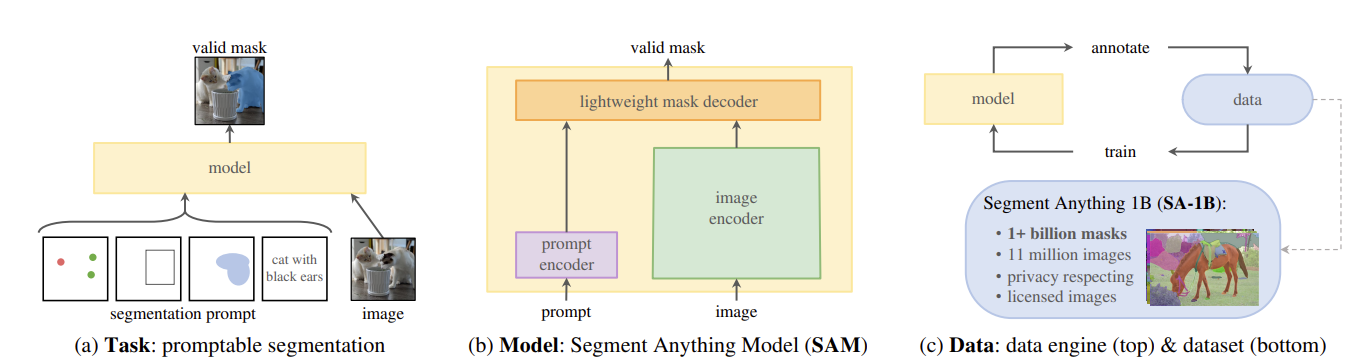 valid mask
model
cat with
black ears
segmentation prompt
image
(a) Task: promptable segmentation
valid mask
lightweight mask decoder
image
encoder
prompt
encoder
prompt
image
(b) Model: Segment Anything Model (SAM)
annotate
model
data
train
Segment Anything 1B (SA-1B):
• 1+ billion masks
• 11 million images
• privacy respecting
• licensed images
(c) Data: data engine (top) & dataset (bottom)